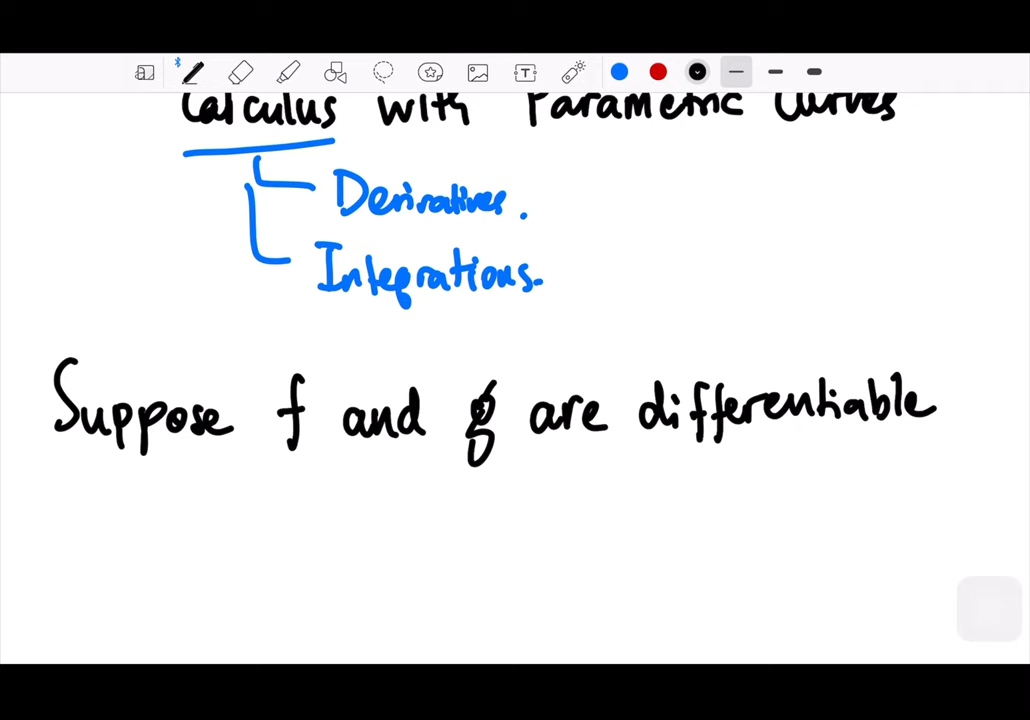 Calculus with Parametric Curves
Derivatives.
Integrations.
Suppose f and g are differentiable